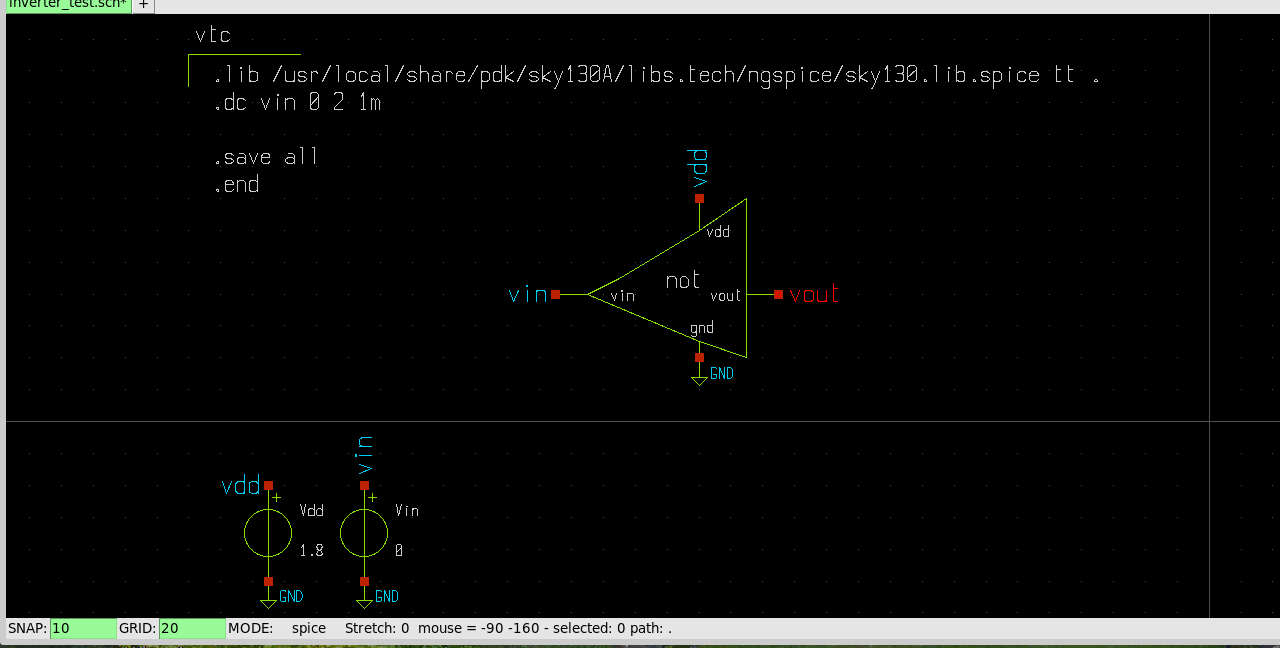 inverter_test.sch* +
vtc
.lib /usr/local/share/pdk/sky130A/libs.tech/ngspice/sky130.lib.spice tt .
.dc vin 0 2 1m
.save all
.end
vdd
vdd
not
vin
vin
vout
vout
gnd
GND
vin
vdd
+
+
Vdd
Vin
1.8
0
GND
GND
SNAP: 10 GRID: 20 MODE: spice Stretch: 0 mouse = -90 -160 - selected: 0 path: .